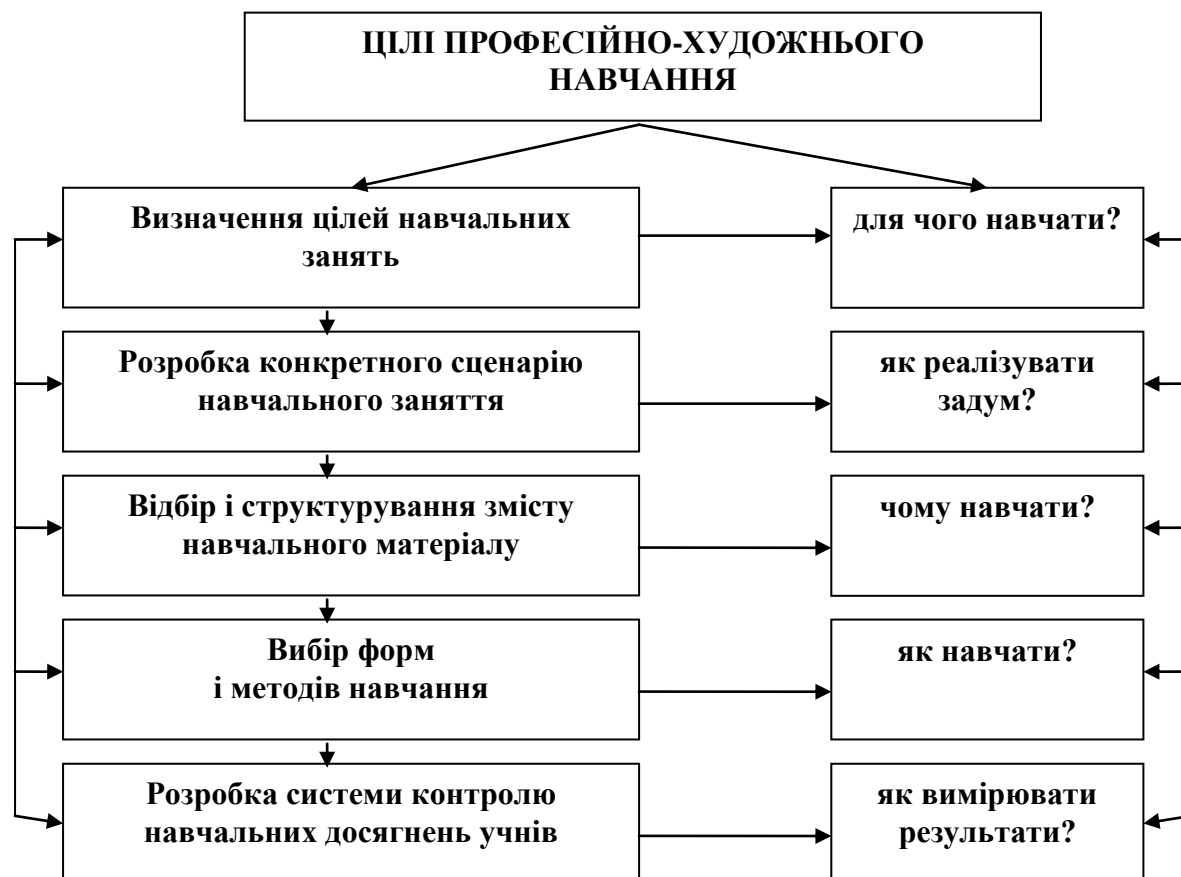 ЦІЛІ ПРОФЕСІЙНО-ХУДОЖНЬОГО
НАВЧАННЯ
Визначення цілей навчальних
занять
для чого навчати?
Розробка конкретного сценарію
навчального заняття
як реалізувати
задум?
Відбір і структурування змісту
навчального матеріалу
чому навчати?
Вибір форм
і методів навчання
як навчати?
Розробка системи контролю
навчальних досягнень учнів
як вимірювати
результати?